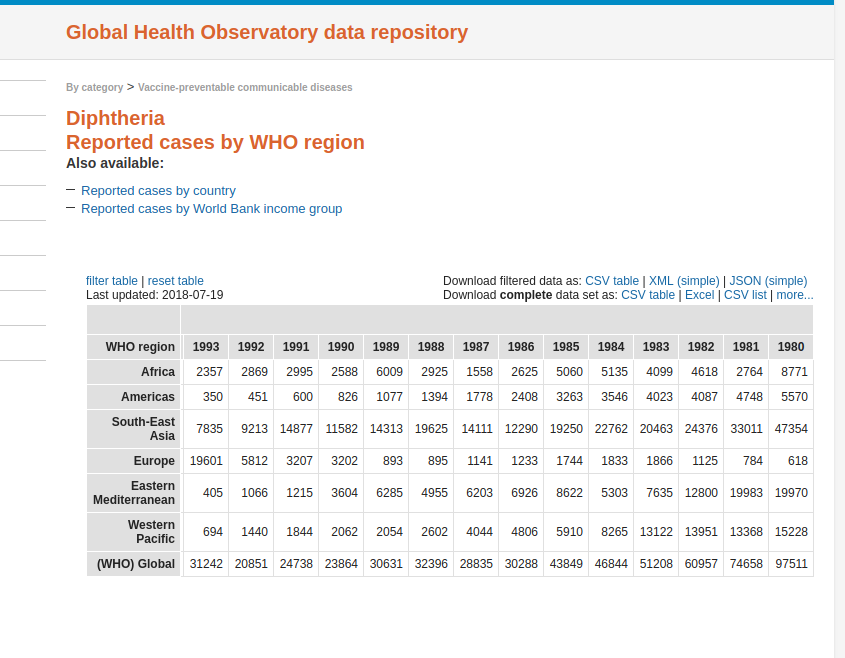 Global Health Observatory data repository
By category > Vaccine-preventable communicable diseases
Diphtheria
Reported cases by WHO region
Also available:
– Reported cases by country
– Reported cases by World Bank income group
filter table | reset table
Last updated: 2018-07-19
Download filtered data as: CSV table | XML (simple) | JSON (simple)
Download complete data set as: CSV table | Excel | CSV list | more...
WHO region 1993 1992 1991 1990 1989 1988 1987 1986 1985 1984 1983 1982 1981 1980
Africa 2357 2869 2995 2588 6009 2925 1558 2625 5060 5135 4099 4618 2764 8771
Americas 350 451 600 826 1077 1394 1778 2408 3263 3546 4023 4087 4748 5570
South-East
Asia 7835 9213 14877 11582 14313 19625 14111 12290 19250 22762 20463 24376 33011 47354
Europe 19601 5812 3207 3202 893 895 1141 1233 1744 1833 1866 1125 784 618
Eastern
Mediterranean 405 1066 1215 3604 6285 4955 6203 6926 8622 5303 7635 12800 19983 19970
Western
Pacific 694 1440 1844 2062 2054 2602 4044 4806 5910 8265 13122 13951 13368 15228
(WHO) Global 31242 20851 24738 23864 30631 32396 28835 30288 43849 46844 51208 60957 74658 97511